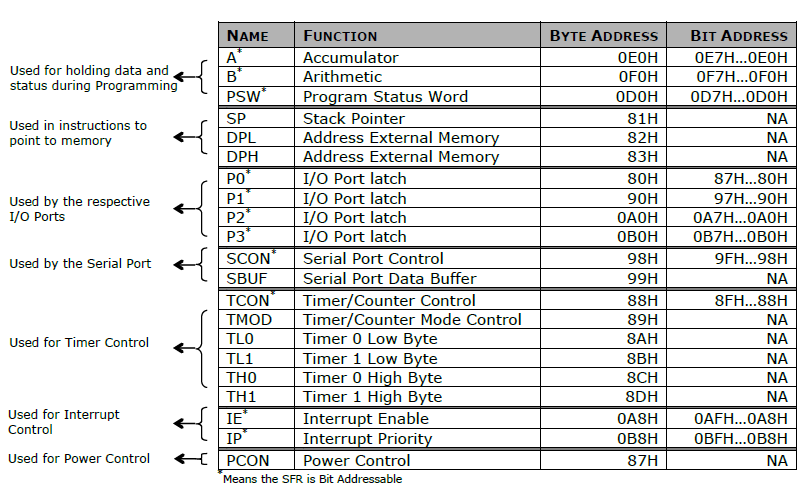 NAME FUNCTION BYTE ADDRESS BIT ADDRESS
Used for holding data and
status during Programming
A* Accumulator 0E0H 0E7H...0E0H
B* Arithmetic 0F0H 0F7H...0F0H
PSW* Program Status Word 0D0H 0D7H...0D0H
Used in instructions to
point to memory
SP Stack Pointer 81H NA
DPL Address External Memory 82H NA
DPH Address External Memory 83H NA
Used by the respective
I/O Ports
P0* I/O Port latch 80H 87H...80H
P1* I/O Port latch 90H 97H...90H
P2* I/O Port latch 0A0H 0A7H...0A0H
P3* I/O Port latch 0B0H 0B7H...0B0H
Used by the Serial Port
SCON* Serial Port Control 98H 9FH...98H
SBUF Serial Port Data Buffer 99H NA
Used for Timer Control
TCON* Timer/Counter Control 88H 8FH...88H
TMOD Timer/Counter Mode Control 89H NA
TL0 Timer 0 Low Byte 8AH NA
TL1 Timer 1 Low Byte 8BH NA
TH0 Timer 0 High Byte 8CH NA
TH1 Timer 1 High Byte 8DH NA
Used for Interrupt
Control
IE* Interrupt Enable 0A8H 0AFH...0A8H
IP* Interrupt Priority 0B8H 0BFH...0B8H
Used for Power Control
PCON Power Control 87H NA
*Means the SFR is Bit Addressable